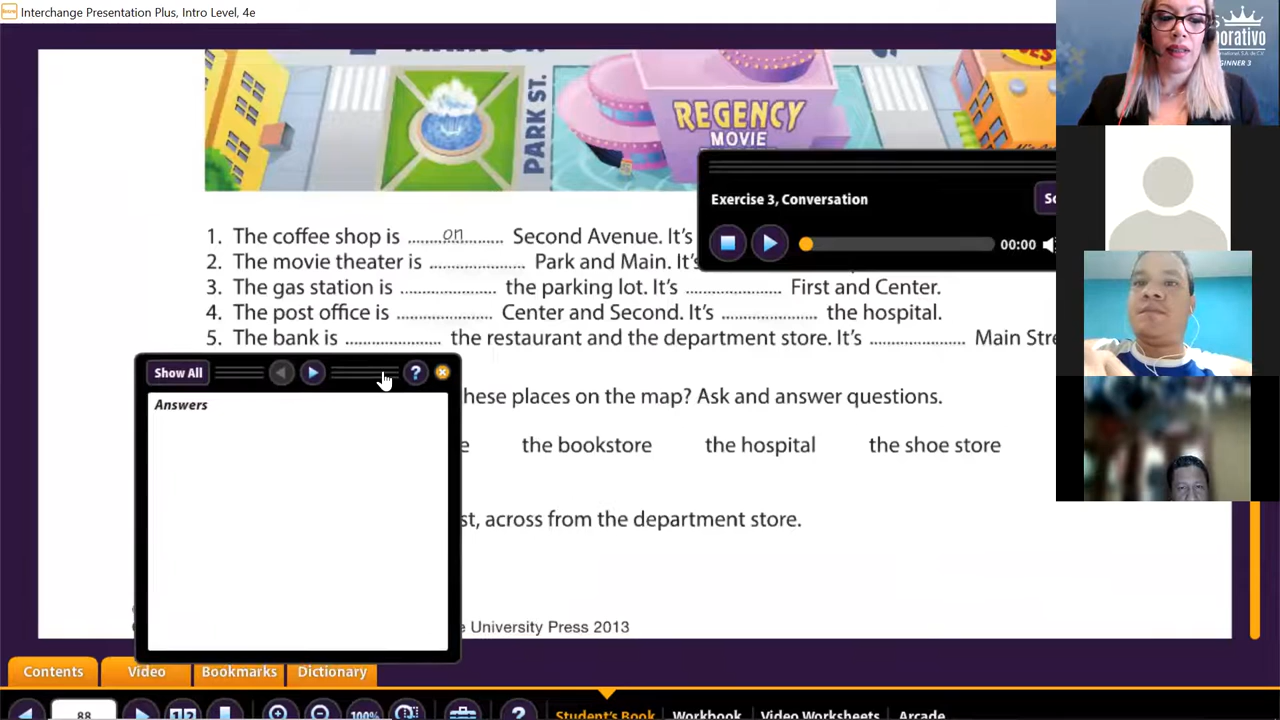 Interchange Presentation Plus, Intro Level, 4e
MAIN ST.
PARK ST.
REGENCY
MOVIE
orativo
GINNER 3
Exercise 3, Conversation
00:00
1. The coffee shop is ....on.... Second Avenue. It's
2. The movie theater is .................. Park and Main. It's
3. The gas station is .................. the parking lot. It's .................. First and Center.
4. The post office is .................. Center and Second. It's .................. the hospital.
5. The bank is .................. the restaurant and the department store. It's .................. Main Stre
Show All
?
Answers
hese places on the map? Ask and answer questions.
e the bookstore the hospital the shoe store
st, across from the department store.
e University Press 2013
Contents Video Bookmarks Dictionary
88 100% ? Student's Book Workbook Video Worksheets Arcade